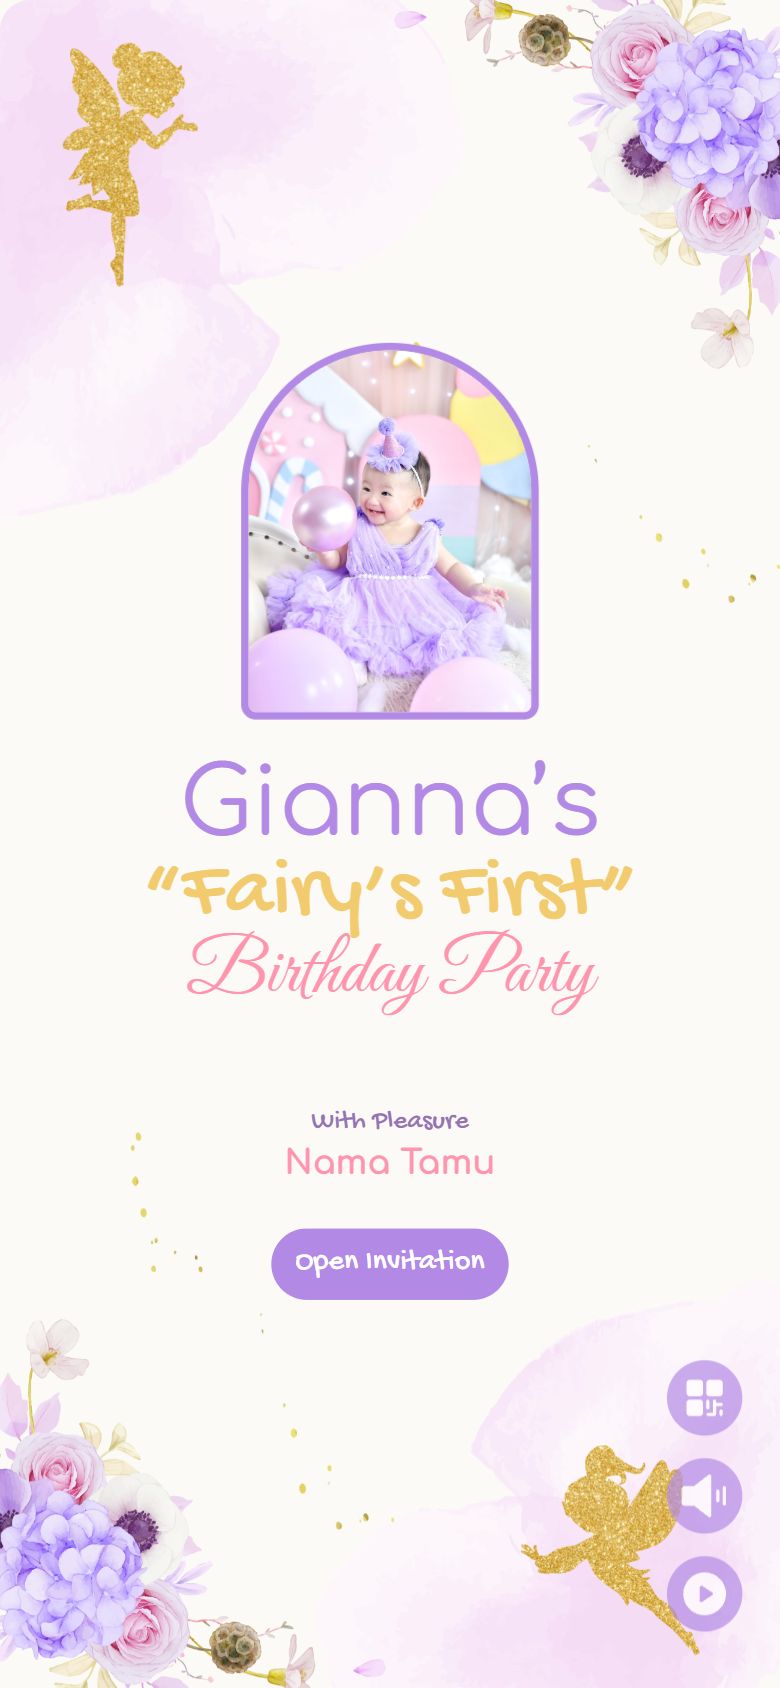 Gianna’s
“Fairy’s First”
Birthday Party
With Pleasure
Nama Tamu
Open Invitation